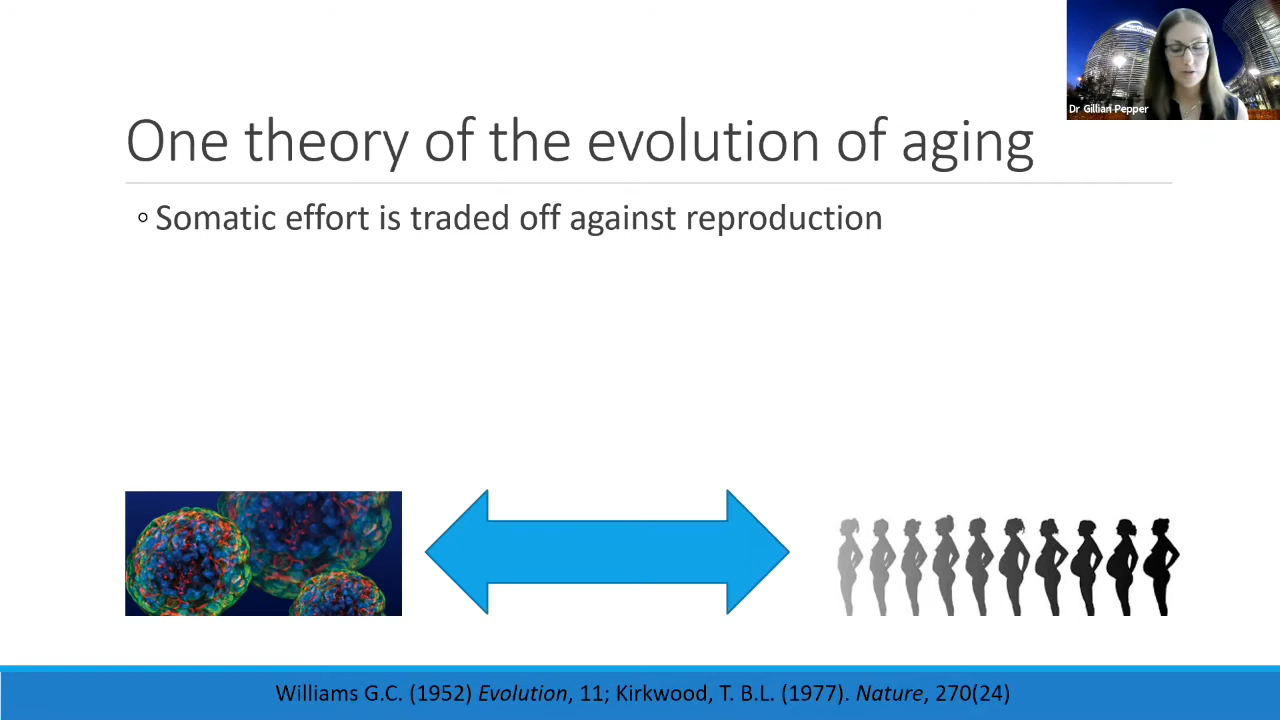 Dr Gillian Pepper
One theory of the evolution of aging
Somatic effort is traded off against reproduction
Williams G.C. (1952) Evolution, 11; Kirkwood, T. B.L. (1977). Nature, 270(24)